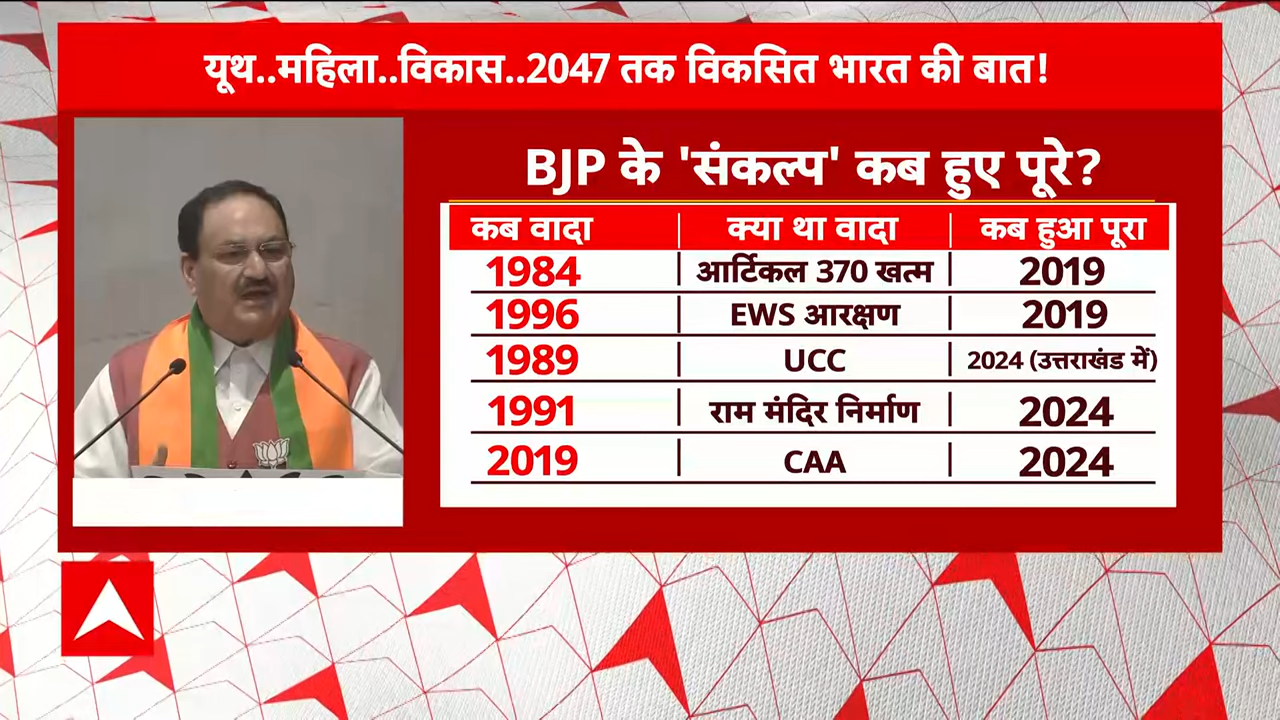 यूथ..महिला..विकास..2047 तक विकसित भारत की बात!
BJP के 'संकल्प' कब हुए पूरे?
कब वादा | क्या था वादा | कब हुआ पूरा
1984 | आर्टिकल 370 खत्म | 2019
1996 | EWS आरक्षण | 2019
1989 | UCC | 2024 (उत्तराखंड में)
1991 | राम मंदिर निर्माण | 2024
2019 | CAA | 2024